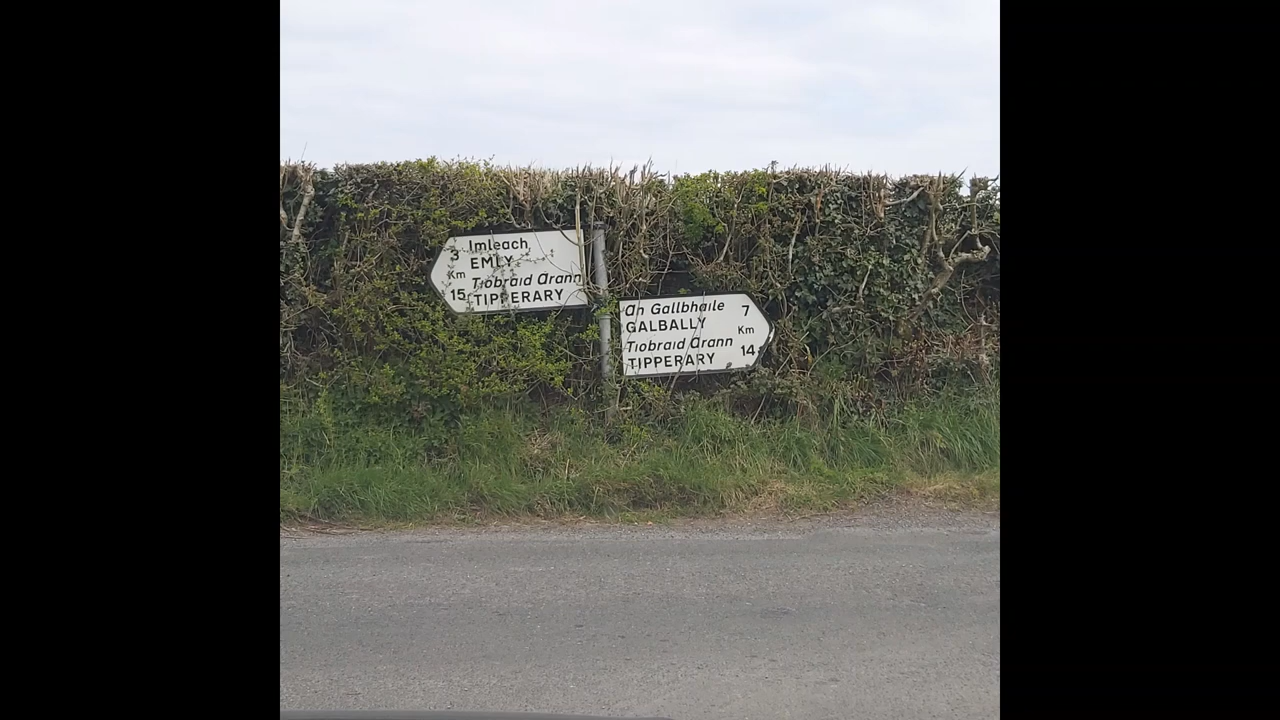 Imleach
3 EMLY
Km
Tiobraid Árann
15 TIPPERARY
An Gallbhaile 7
GALBALLY
Km
Tiobraid Árann
TIPPERARY 14